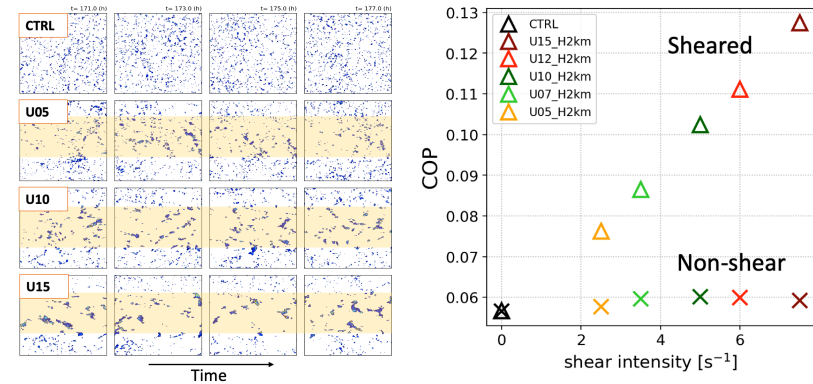 t= 171.0 (h)
t= 173.0 (h)
t= 175.0 (h)
t= 177.0 (h)
CTRL
U05
U10
U15
Time
0.13
0.12
0.11
0.10
0.09
0.08
0.07
0.06
COP
CTRL
U15_H2km
U12_H2km
U10_H2km
U07_H2km
U05_H2km
Sheared
Non-shear
0 2 4 6
shear intensity [s⁻¹]